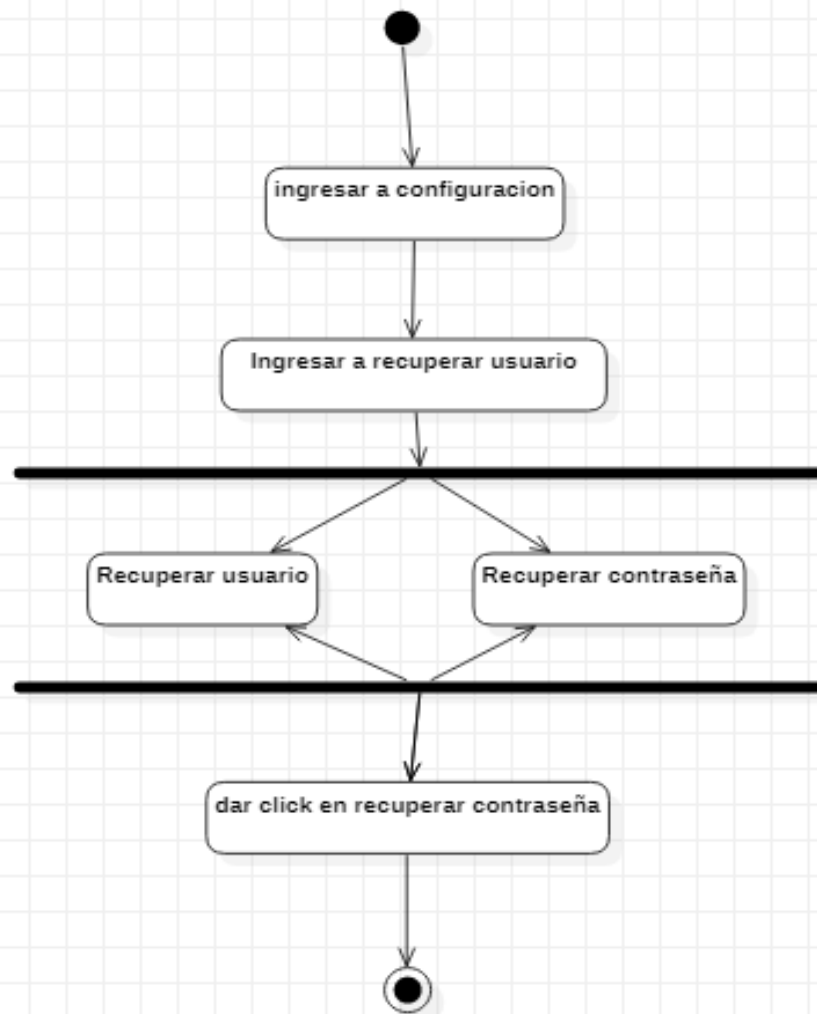 ingresar a configuracion
Ingresar a recuperar usuario
Recuperar usuario
Recuperar contraseña
dar click en recuperar contraseña